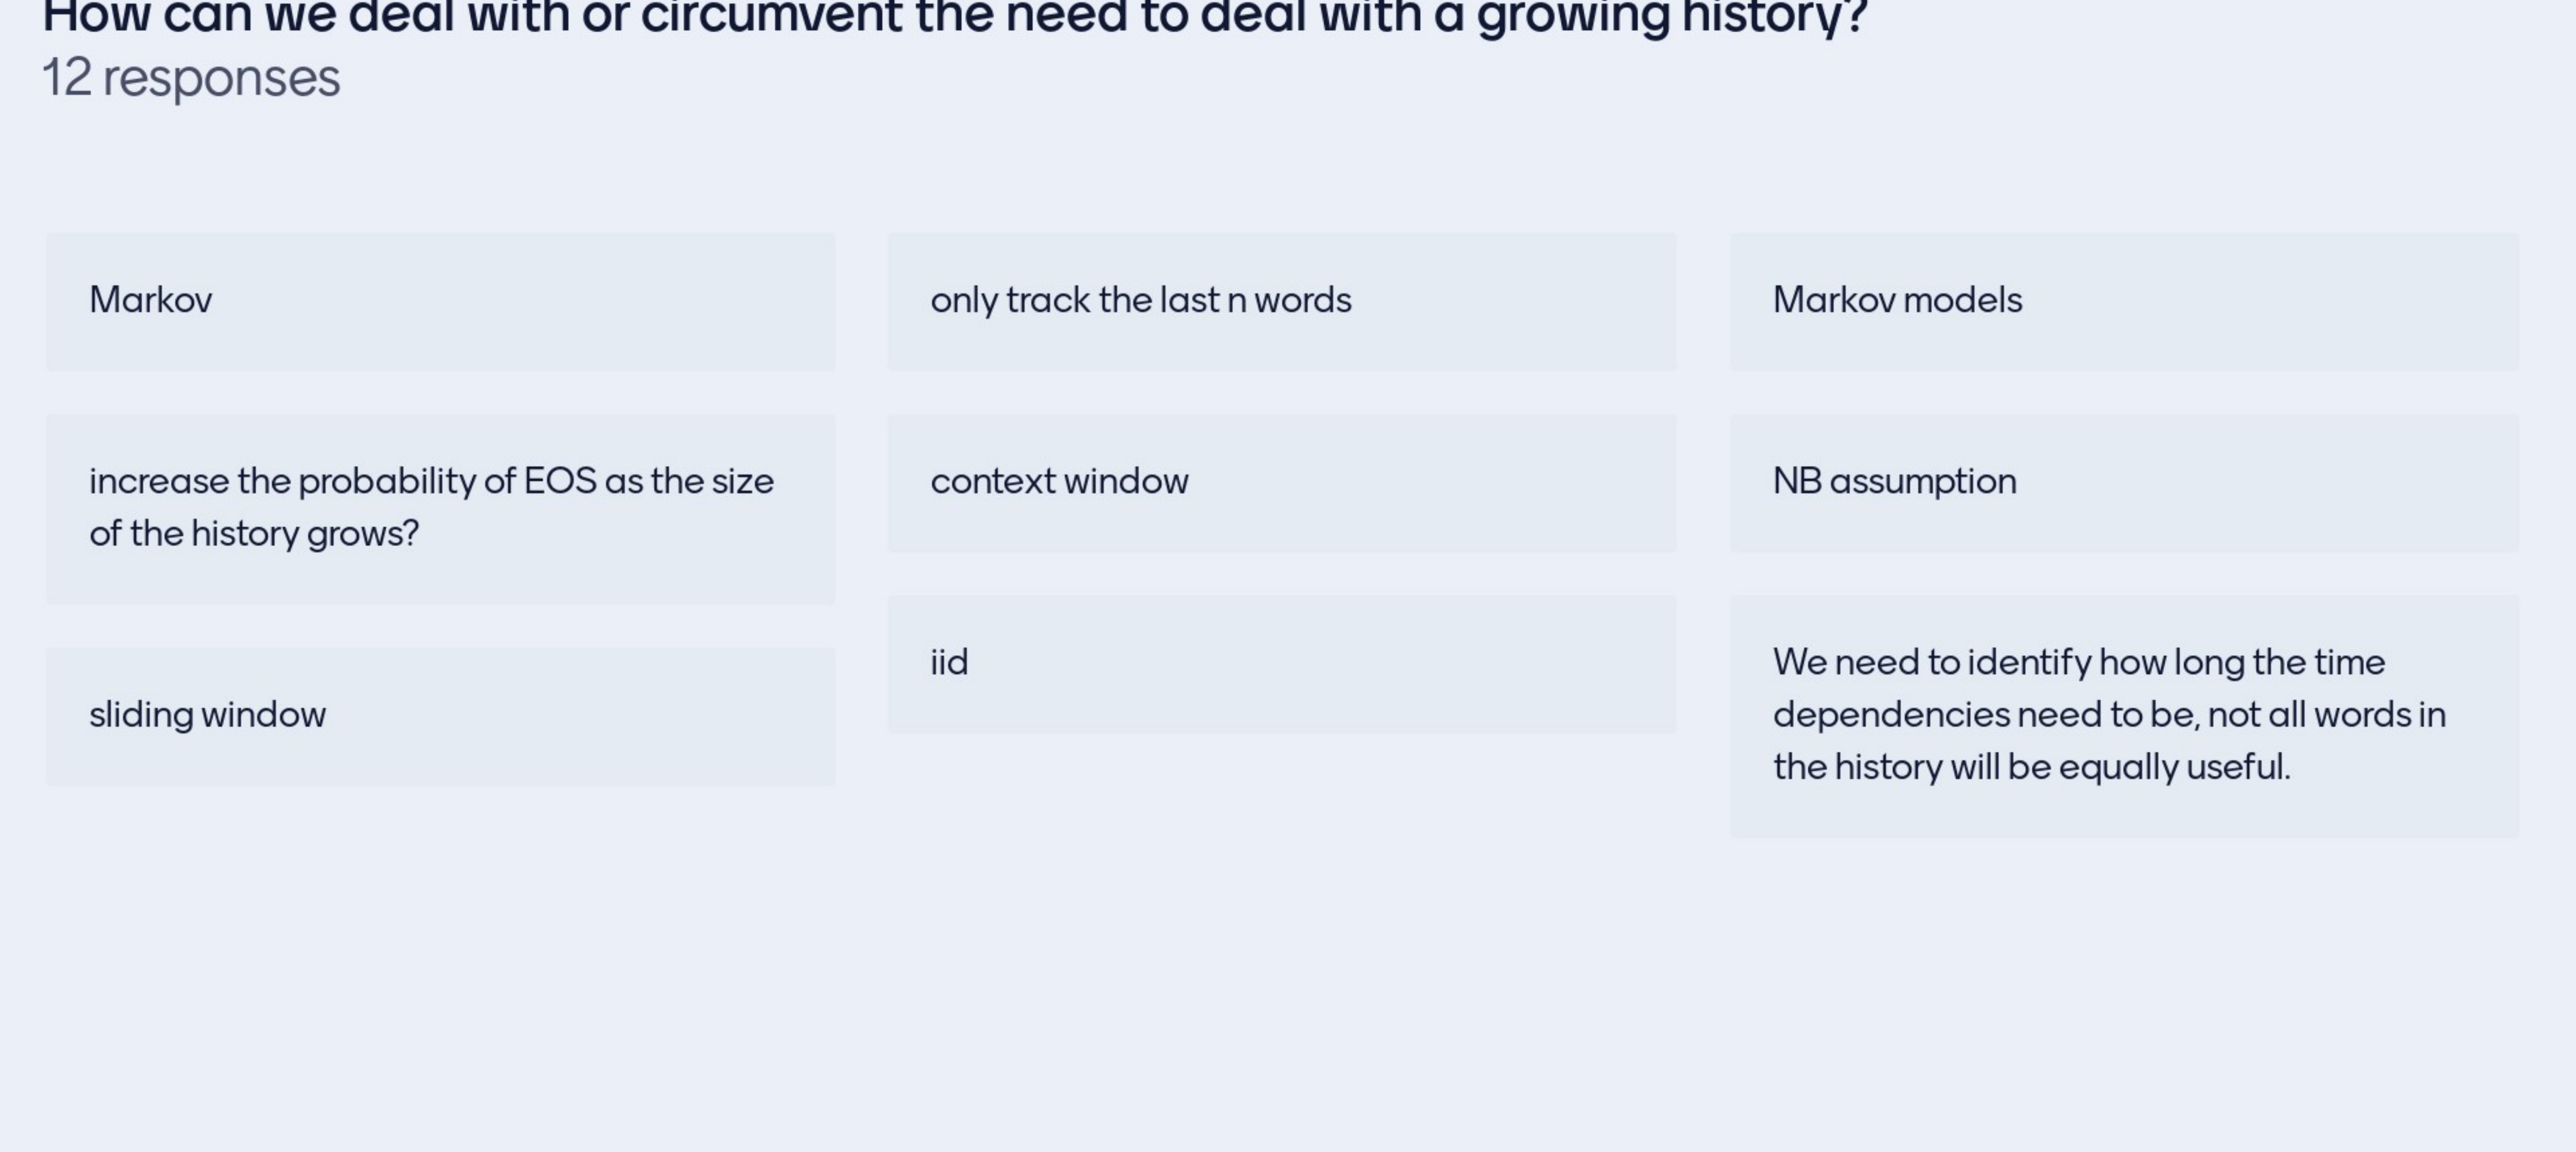 How can we deal with or circumvent the need to deal with a growing history?
12 responses
Markov
only track the last n words
Markov models
increase the probability of EOS as the size
of the history grows?
context window
NB assumption
sliding window
iid
We need to identify how long the time
dependencies need to be, not all words in
the history will be equally useful.